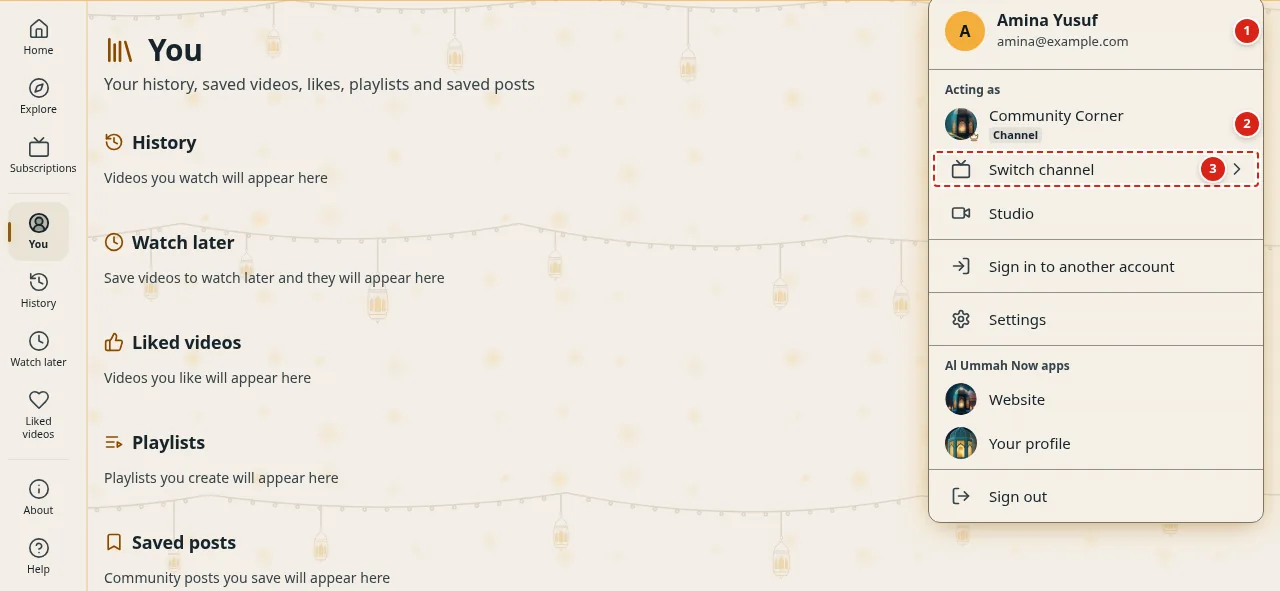 Home
Explore
Subscriptions
You
History
Watch later
Liked
videos
About
Help
You
Your history, saved videos, likes, playlists and saved posts
History
Videos you watch will appear here
Watch later
Save videos to watch later and they will appear here
Liked videos
Videos you like will appear here
Playlists
Playlists you create will appear here
Saved posts
Community posts you save will appear here
A
Amina Yusuf
amina@example.com
1
Acting as
Community Corner
Channel
2
Switch channel
3
Studio
Sign in to another account
Settings
Al Ummah Now apps
Website
Your profile
Sign out